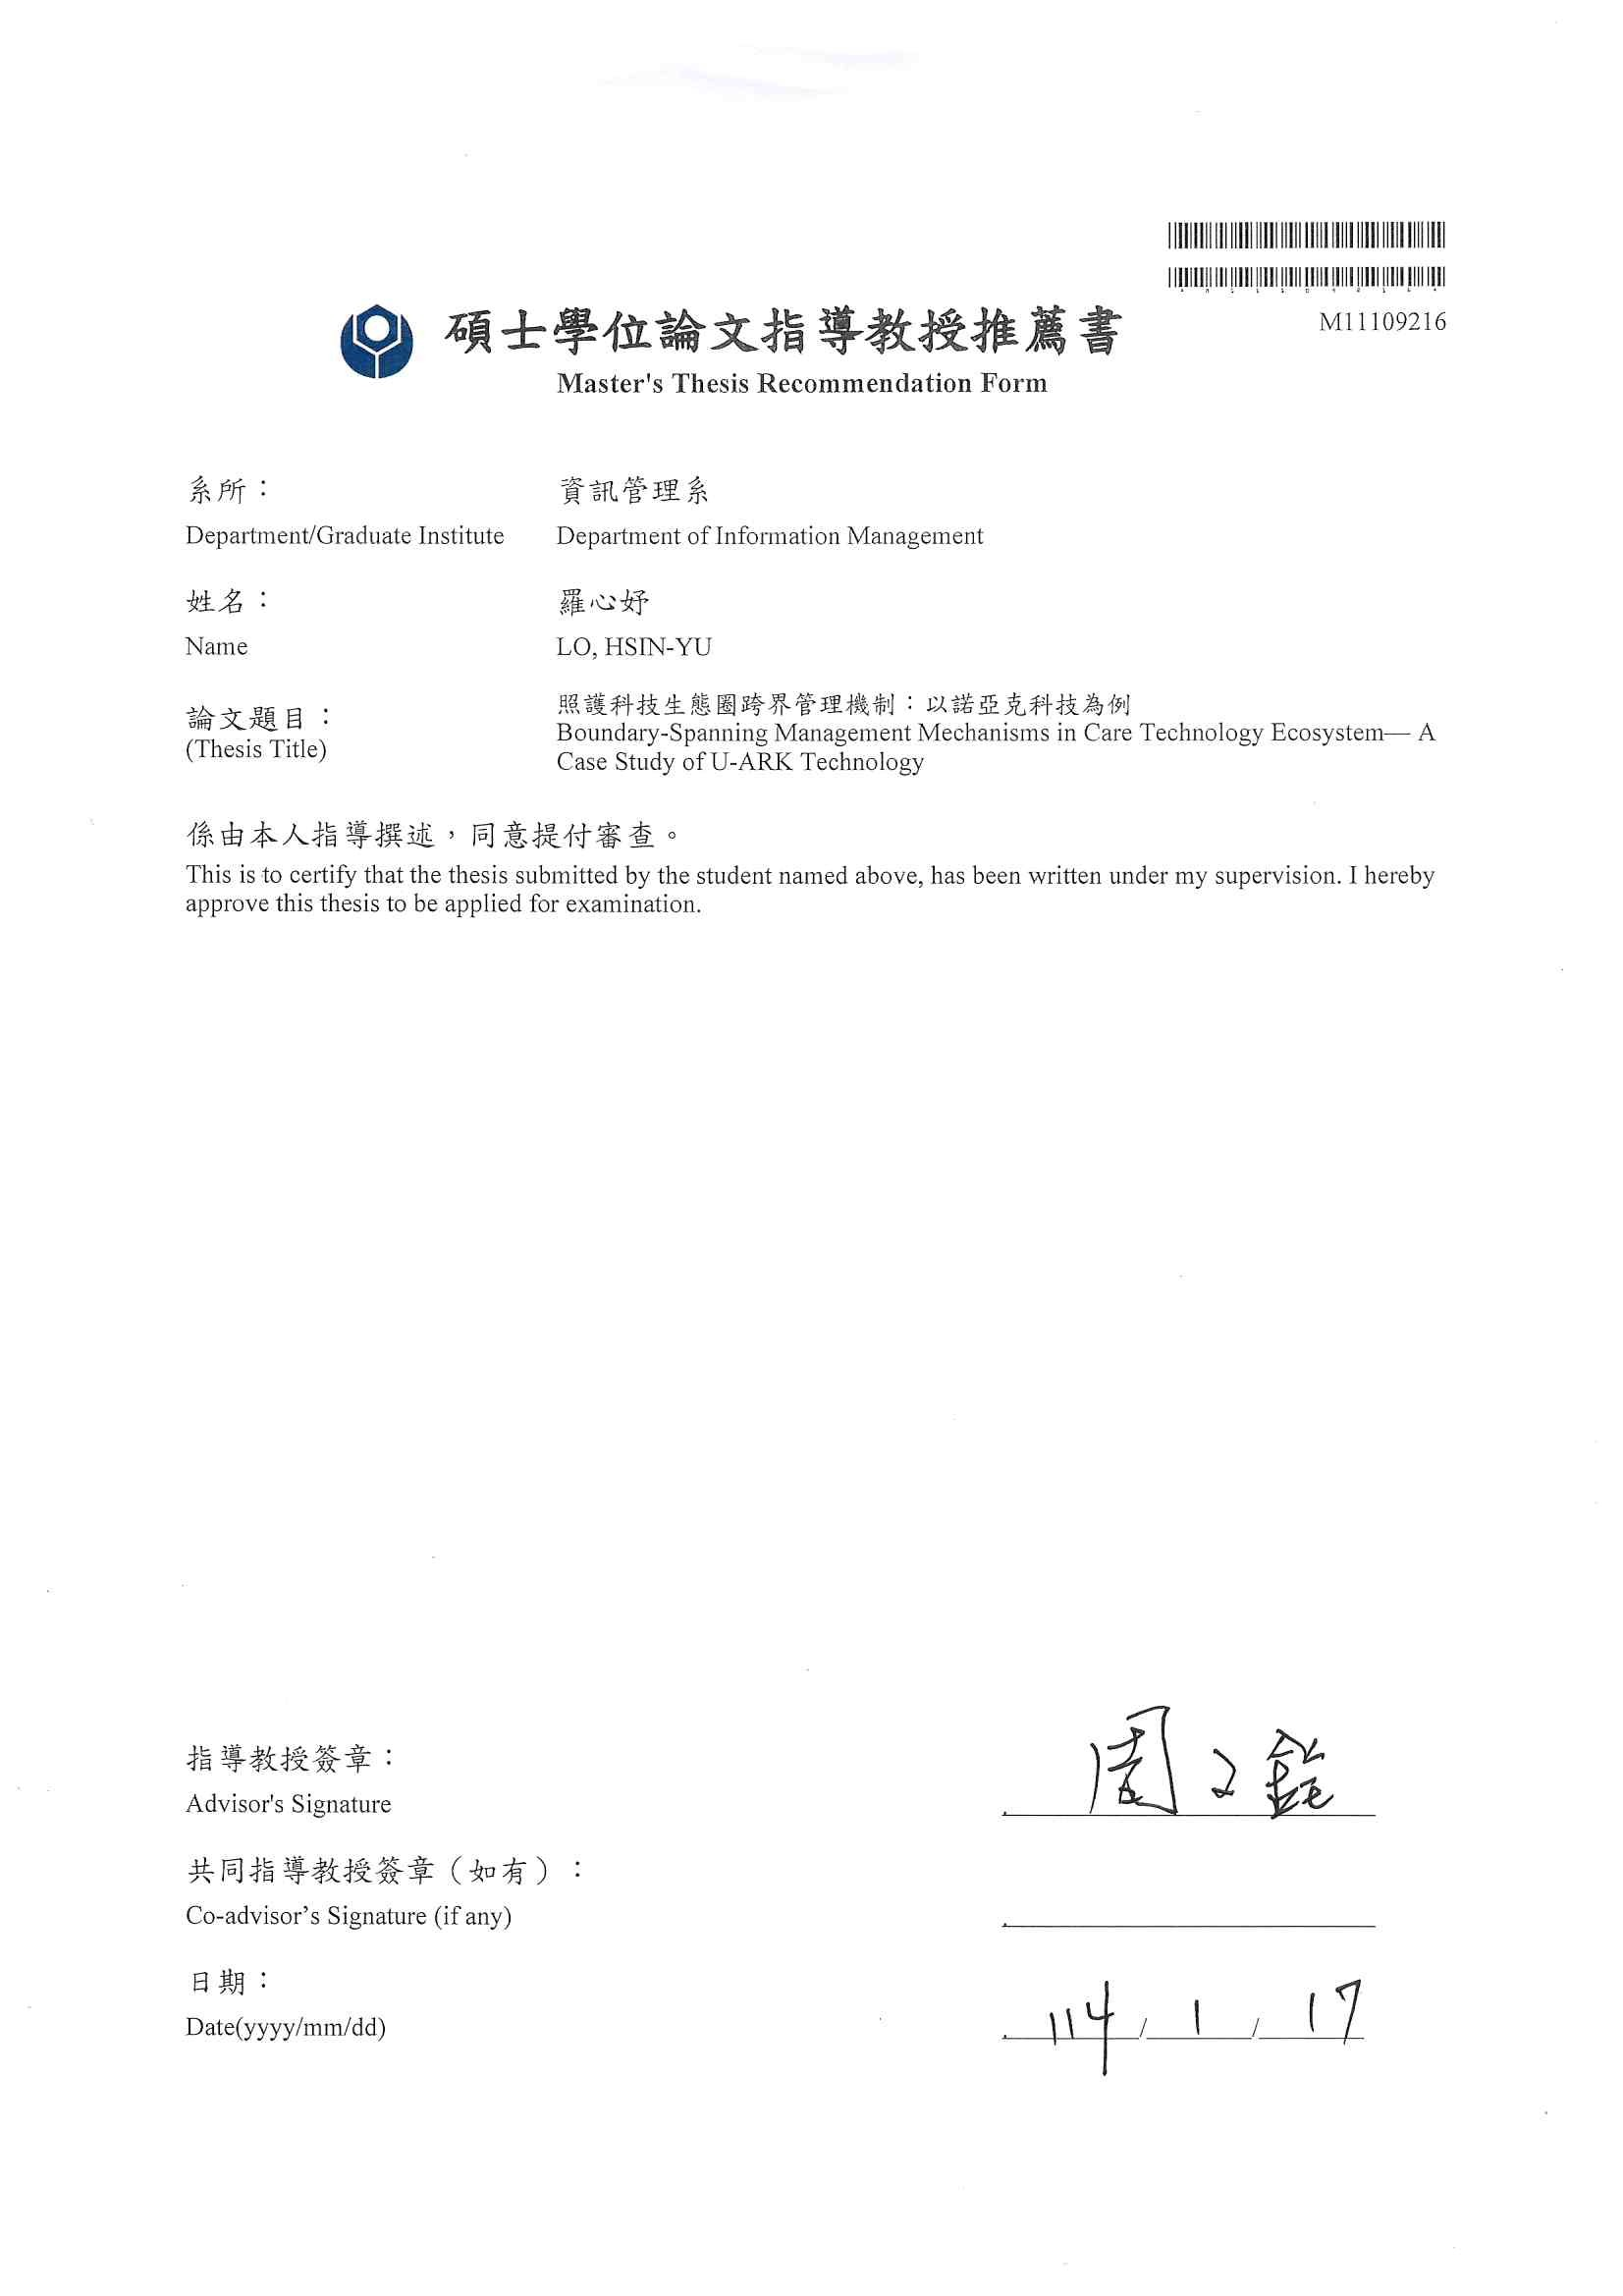 M11109216
碩士學位論文指導教授推薦書
Master's Thesis Recommendation Form
系所：
資訊管理系
Department/Graduate Institute
Department of Information Management
姓名：
羅心妤
Name
LO, HSIN-YU
論文題目：
(Thesis Title)
照護科技生態圈跨界管理機制：以諾亞克科技為例
Boundary-Spanning Management Mechanisms in Care Technology Ecosystem— A
Case Study of U-ARK Technology
係由本人指導撰述，同意提付審查。
This is to certify that the thesis submitted by the student named above, has been written under my supervision. I hereby
approve this thesis to be applied for examination.
指導教授簽章：
周子銓
Advisor's Signature
共同指導教授簽章（如有）：
Co-advisor’s Signature (if any)
日期：
Date(yyyy/mm/dd)
114 / 1 / 17